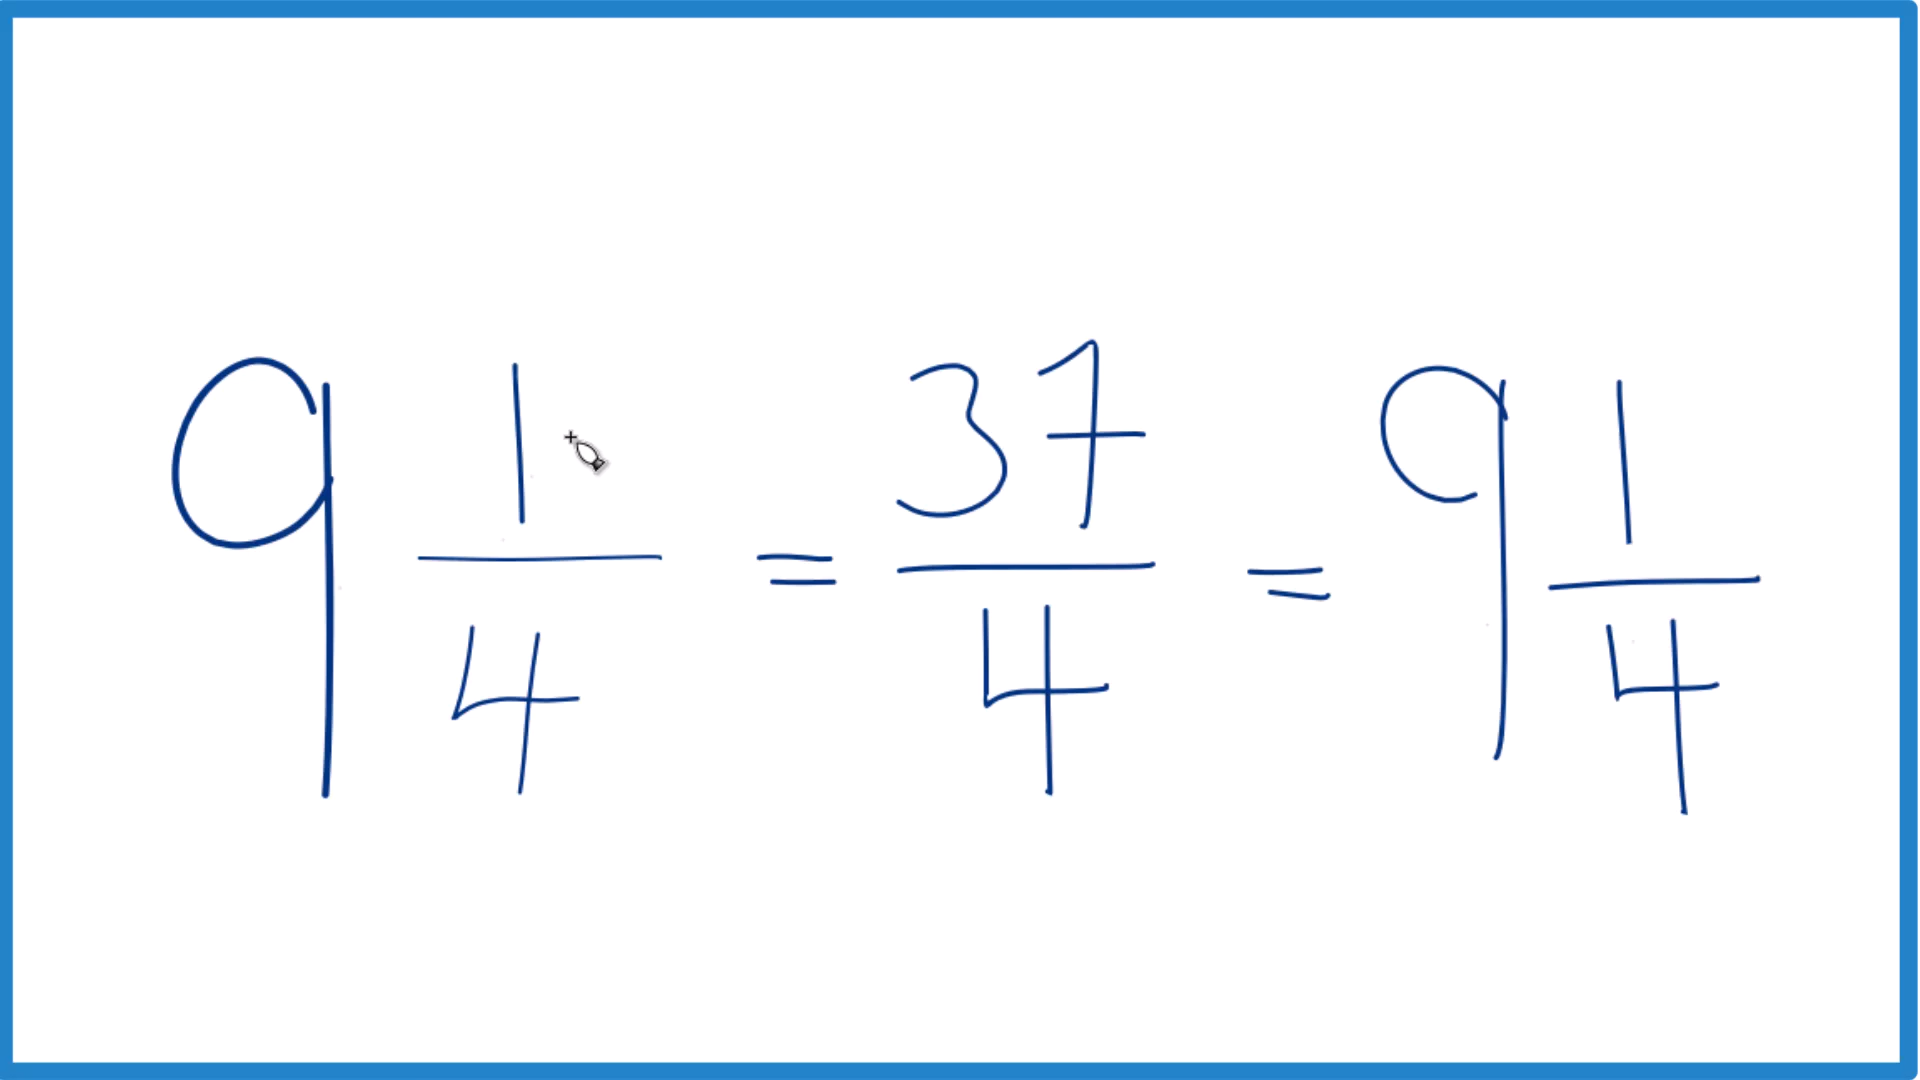 9 1/4 = 37/4 = 9 1/4